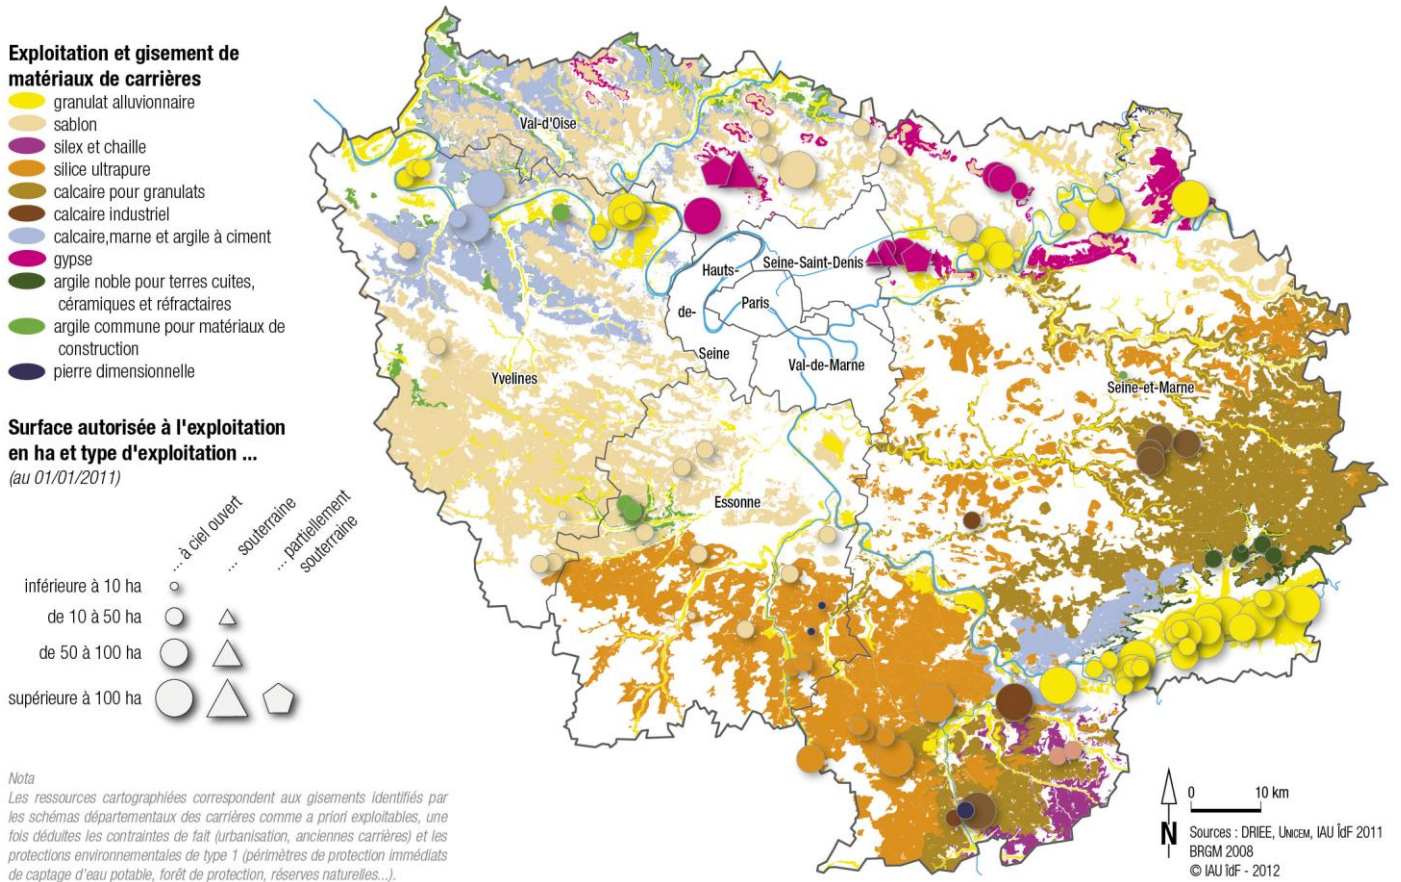 Exploitation et gisement de
matériaux de carrières
granulat alluvionnaire
sablon
silex et chaille
silice ultrapure
calcaire pour granulats
calcaire industriel
calcaire,marne et argile à ciment
gypse
argile noble pour terres cuites,
céramiques et réfractaires
argile commune pour matériaux de
construction
pierre dimensionnelle
Surface autorisée à l'exploitation
en ha et type d'exploitation ...
(au 01/01/2011)
... à ciel ouvert
... souterraine
... partiellement
souterraine
inférieure à 10 ha
de 10 à 50 ha
de 50 à 100 ha
supérieure à 100 ha
Nota
Les ressources cartographiées correspondent aux gisements identifiés par
les schémas départementaux des carrières comme a priori exploitables, une
fois déduites les contraintes de fait (urbanisation, anciennes carrières) et les
protections environnementales de type 1 (périmètres de protection immédiats
de captage d'eau potable, forêt de protection, réserves naturelles...).
Val-d'Oise
Seine-Saint-Denis
Hauts-
de-
Seine
Paris
Val-de-Marne
Yvelines
Seine-et-Marne
Essonne
0 10 km
N
Sources : DRIEE, UNICEM, IAU îdF 2011
BRGM 2008
© IAU îdF - 2012